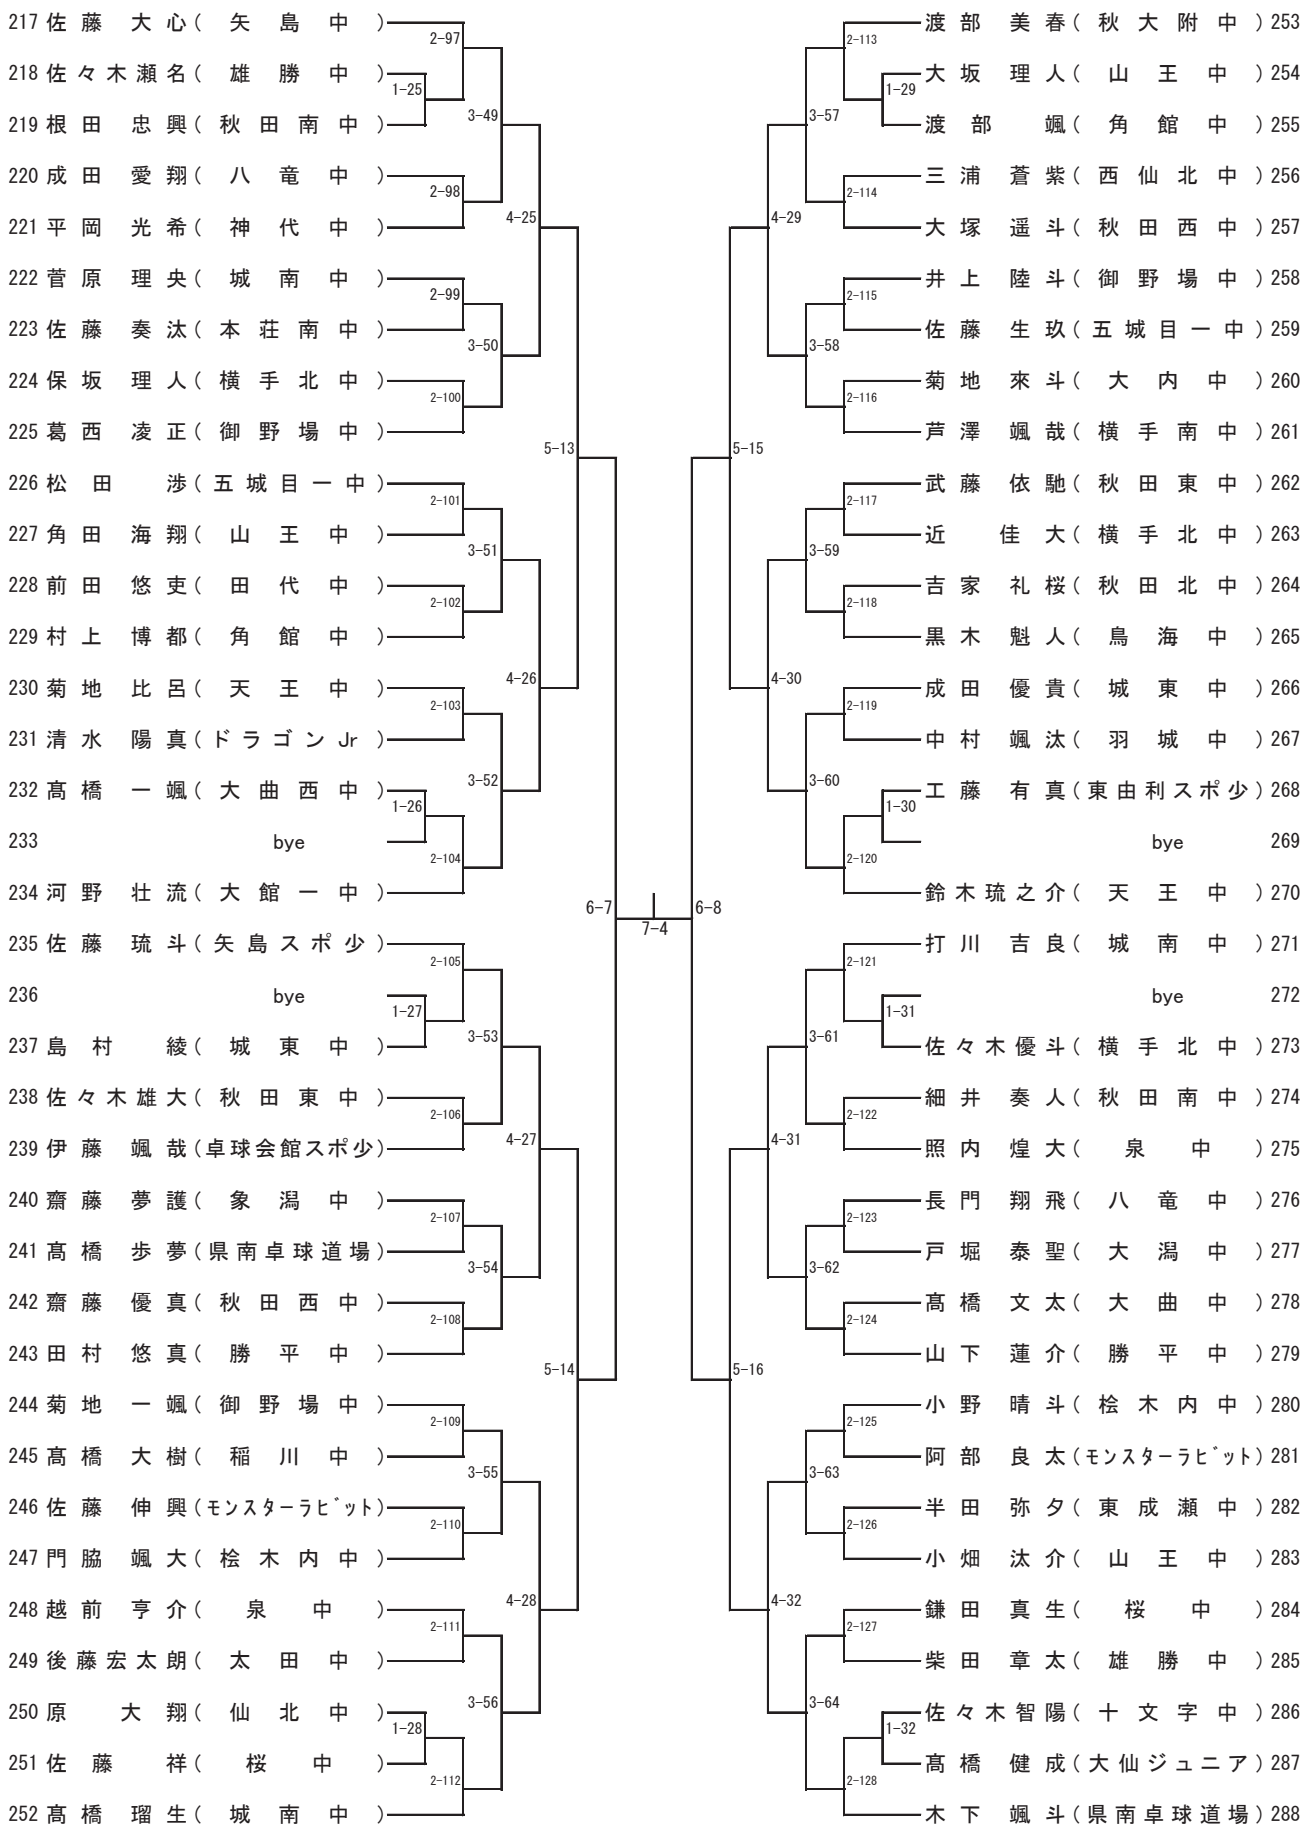 217 佐藤 大心 ( 矢島中 )
218 佐々木瀬名 ( 雄勝中 )
219 根田 忠興 ( 秋田南中 )
220 成田 愛翔 ( 八竜中 )
221 平岡 光希 ( 神代中 )
222 菅原 理央 ( 城南中 )
223 佐藤 奏汰 ( 本荘南中 )
224 保坂 理人 ( 横手北中 )
225 葛西 凌正 ( 御野場中 )
226 松田 渉 ( 五城目一中 )
227 角田 海翔 ( 山王中 )
228 前田 悠吏 ( 田代中 )
229 村上 博都 ( 角館中 )
230 菊地 比呂 ( 天王中 )
231 清水 陽真 ( ドラゴンJr )
232 髙橋 一颯 ( 大曲西中 )
233 bye
234 河野 壮流 ( 大館一中 )
235 佐藤 琉斗 ( 矢島スポ少 )
236 bye
237 島村 綾 ( 城東中 )
238 佐々木雄大 ( 秋田東中 )
239 伊藤 颯哉 ( 卓球会館スポ少 )
240 齋藤 夢護 ( 象潟中 )
241 髙橋 歩夢 ( 県南卓球道場 )
242 齋藤 優真 ( 秋田西中 )
243 田村 悠真 ( 勝平中 )
244 菊地 一颯 ( 御野場中 )
245 髙橋 大樹 ( 稲川中 )
246 佐藤 伸興 ( モンスターラビット )
247 門脇 颯大 ( 桧木内中 )
248 越前 亨介 ( 泉中 )
249 後藤宏太朗 ( 太田中 )
250 原 大翔 ( 仙北中 )
251 佐藤 祥 ( 桜中 )
252 髙橋 瑠生 ( 城南中 )
1-25
1-26
1-27
1-28
2-97
2-98
2-99
2-100
2-101
2-102
2-103
2-104
2-105
2-106
2-107
2-108
2-109
2-110
2-111
2-112
3-49
3-50
3-51
3-52
3-53
3-54
3-55
3-56
4-25
4-26
4-27
4-28
5-13
5-14
6-7
7-4
6-8
5-15
5-16
4-29
4-30
4-31
4-32
3-57
3-58
3-59
3-60
3-61
3-62
3-63
3-64
2-113
2-114
2-115
2-116
2-117
2-118
2-119
2-120
2-121
2-122
2-123
2-124
2-125
2-126
2-127
2-128
1-29
1-30
1-31
1-32
渡部 美春 ( 秋大附中 ) 253
大坂 理人 ( 山王中 ) 254
渡部 颯 ( 角館中 ) 255
三浦 蒼紫 ( 西仙北中 ) 256
大塚 遥斗 ( 秋田西中 ) 257
井上 陸斗 ( 御野場中 ) 258
佐藤 生玖 ( 五城目一中 ) 259
菊地 來斗 ( 大内中 ) 260
芦澤 颯哉 ( 横手南中 ) 261
武藤 依馳 ( 秋田東中 ) 262
近 佳大 ( 横手北中 ) 263
吉家 礼桜 ( 秋田北中 ) 264
黒木 魁人 ( 鳥海中 ) 265
成田 優貴 ( 城東中 ) 266
中村 颯汰 ( 羽城中 ) 267
工藤 有真 ( 東由利スポ少 ) 268
bye 269
鈴木琉之介 ( 天王中 ) 270
打川 吉良 ( 城南中 ) 271
bye 272
佐々木優斗 ( 横手北中 ) 273
細井 奏人 ( 秋田南中 ) 274
照内 煌大 ( 泉中 ) 275
長門 翔飛 ( 八竜中 ) 276
戸堀 泰聖 ( 大潟中 ) 277
髙橋 文太 ( 大曲中 ) 278
山下 蓮介 ( 勝平中 ) 279
小野 晴斗 ( 桧木内中 ) 280
阿部 良太 ( モンスターラビット ) 281
半田 弥夕 ( 東成瀬中 ) 282
小畑 汰介 ( 山王中 ) 283
鎌田 真生 ( 桜中 ) 284
柴田 章太 ( 雄勝中 ) 285
佐々木智陽 ( 十文字中 ) 286
髙橋 健成 ( 大仙ジュニア ) 287
木下 颯斗 ( 県南卓球道場 ) 288